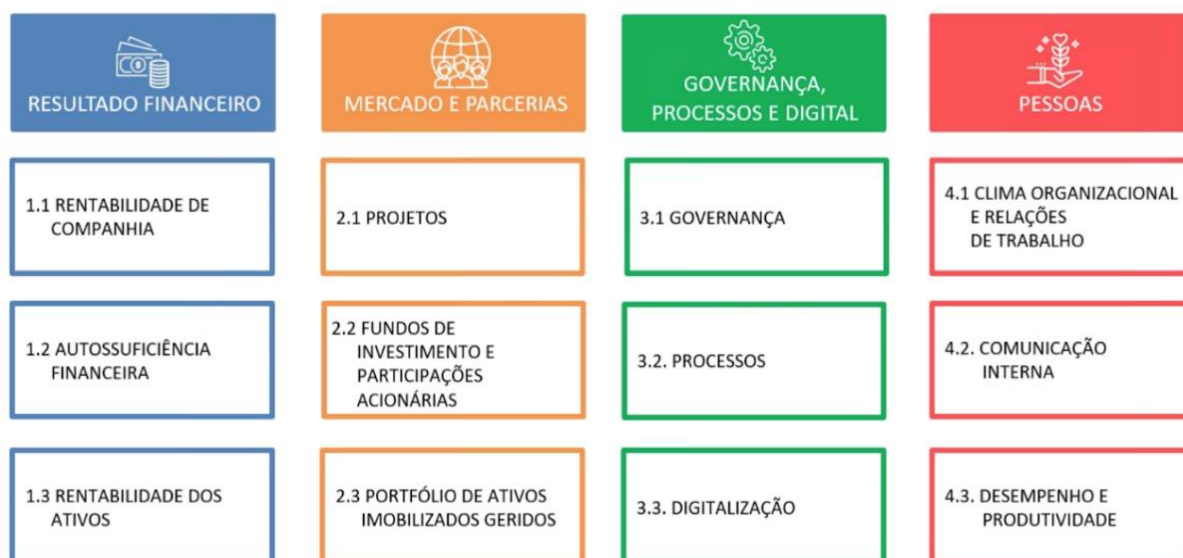 RESULTADO FINANCEIRO
1.1 RENTABILIDADE DE
COMPANHIA
1.2 AUTOSSUFICIÊNCIA
FINANCEIRA
1.3 RENTABILIDADE DOS
ATIVOS
MERCADO E PARCERIAS
2.1 PROJETOS
2.2 FUNDOS DE
INVESTIMENTO E
PARTICIPAÇÕES
ACIONÁRIAS
2.3 PORTFÓLIO DE ATIVOS
IMOBILIZADOS GERIDOS
GOVERNANÇA,
PROCESSOS E DIGITAL
3.1 GOVERNANÇA
3.2. PROCESSOS
3.3. DIGITALIZAÇÃO
PESSOAS
4.1 CLIMA ORGANIZACIONAL
E RELAÇÕES
DE TRABALHO
4.2. COMUNICAÇÃO
INTERNA
4.3. DESEMPENHO E
PRODUTIVIDADE